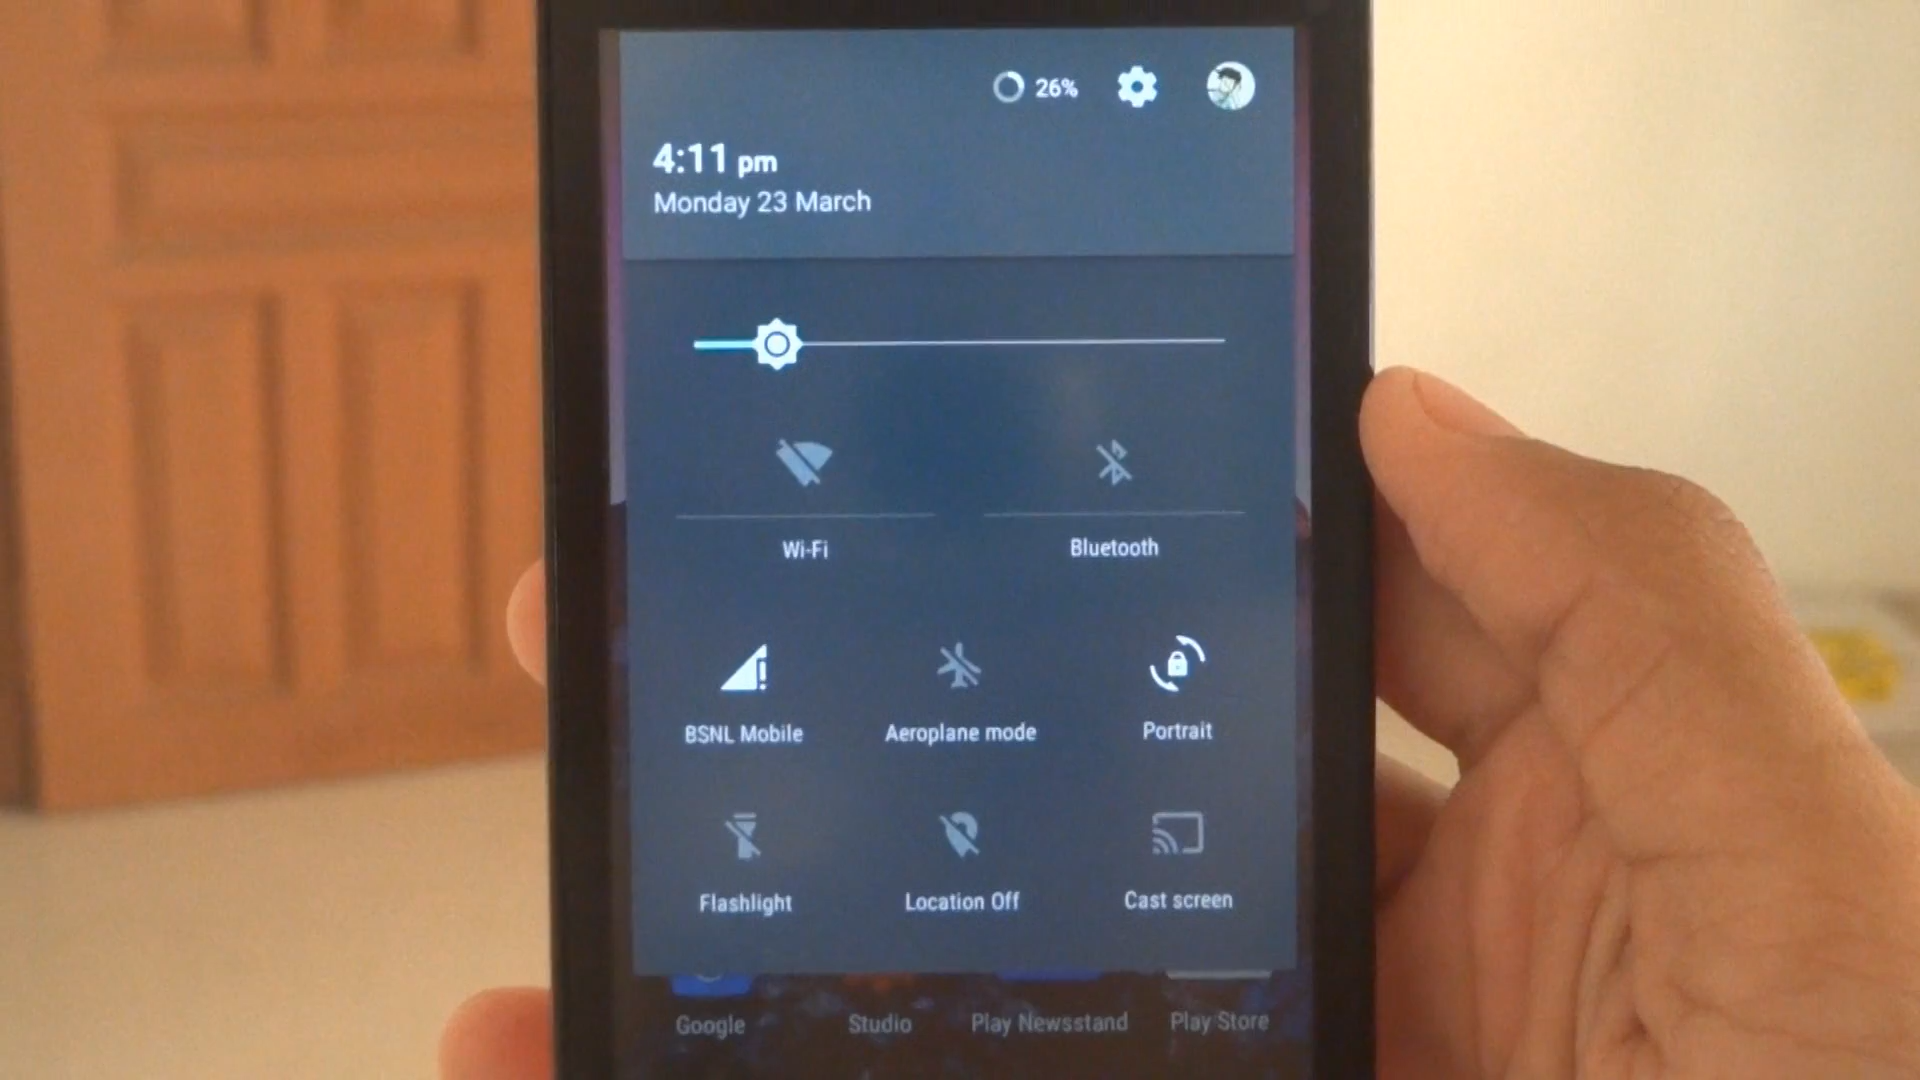 26%
4:11 pm
Monday 23 March
Wi-Fi
Bluetooth
BSNL Mobile
Aeroplane mode
Portrait
Flashlight
Location Off
Cast screen
Google
Studio
Play Newsstand
Play Store